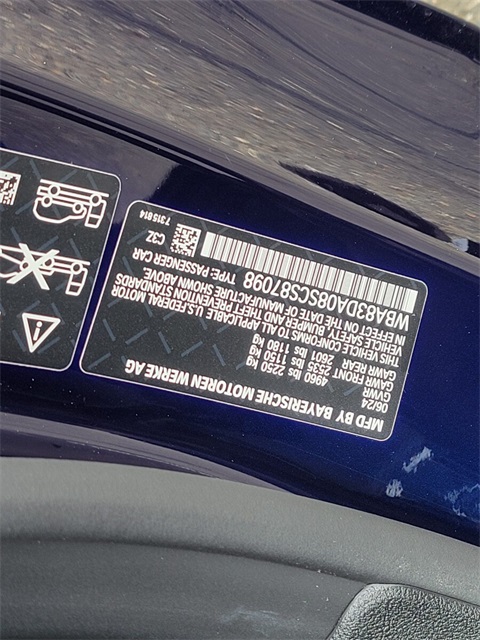 MFD BY BAYERISCHE MOTOREN WERKE AG
06/24
GVWR 4960 lbs 2250 kg
GAWR FRONT 2535 lbs 1150 kg
GAWR REAR 2601 lbs 1180 kg
THIS VEHICLE CONFORMS TO ALL APPLICABLE U.S. FEDERAL MOTOR
VEHICLE SAFETY, BUMPER AND THEFT PREVENTION STANDARDS
IN EFFECT ON THE DATE OF MANUFACTURE SHOWN ABOVE.
WBA83DA08SCS87098 TYPE: PASSENGER CAR
C3Z
7315814